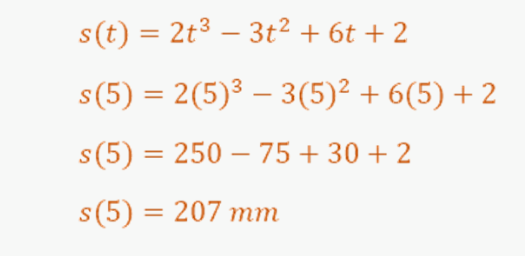 s(t) = 2t³ − 3t² + 6t + 2
s(5) = 2(5)³ − 3(5)² + 6(5) + 2
s(5) = 250 − 75 + 30 + 2
s(5) = 207 mm